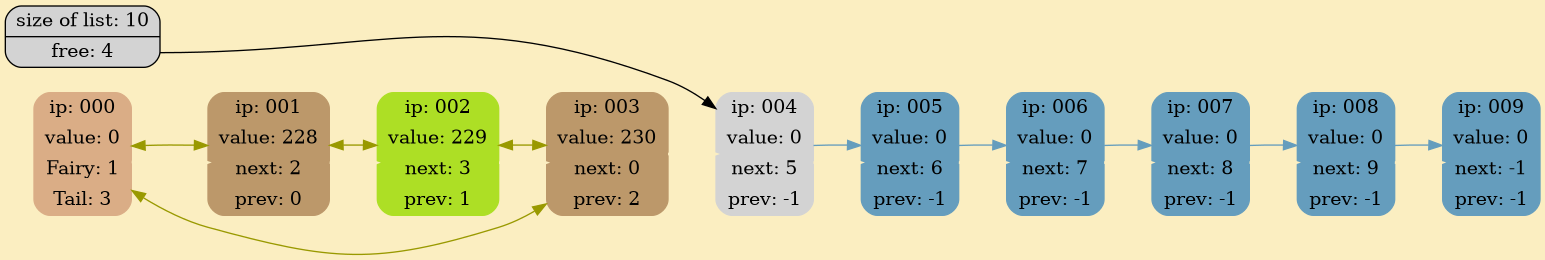 size of list: 10
free: 4
ip: 000
value: 0
Fairy: 1
Tail: 3
ip: 001
value: 228
next: 2
prev: 0
ip: 002
value: 229
next: 3
prev: 1
ip: 003
value: 230
next: 0
prev: 2
ip: 004
value: 0
next: 5
prev: -1
ip: 005
value: 0
next: 6
prev: -1
ip: 006
value: 0
next: 7
prev: -1
ip: 007
value: 0
next: 8
prev: -1
ip: 008
value: 0
next: 9
prev: -1
ip: 009
value: 0
next: -1
prev: -1